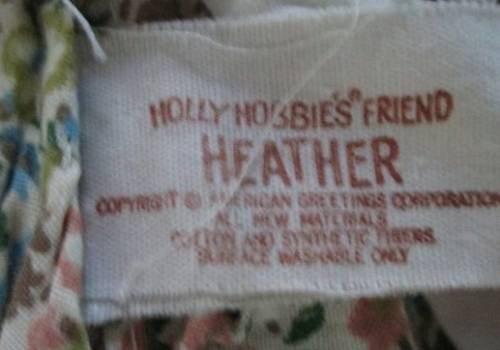 HOLLY HOBBIE'S® FRIEND
HEATHER
COPYRIGHT © AMERICAN GREETINGS CORPORATION
ALL NEW MATERIALS
COTTON AND SYNTHETIC FIBERS
SURFACE WASHABLE ONLY